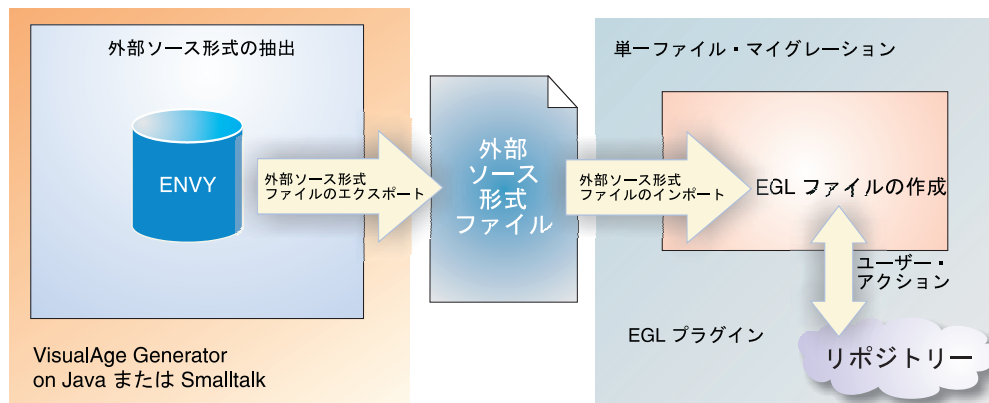 外部ソース形式の抽出
ENVY
外部ソース形式
ファイルのエクスポート
VisualAge Generator
on Java または Smalltalk
外部
ソース
形式
ファイル
単一ファイル・マイグレーション
外部ソース形式
ファイルのインポート
EGL ファイルの作成
ユーザー・
アクション
EGL プラグイン
リポジトリー